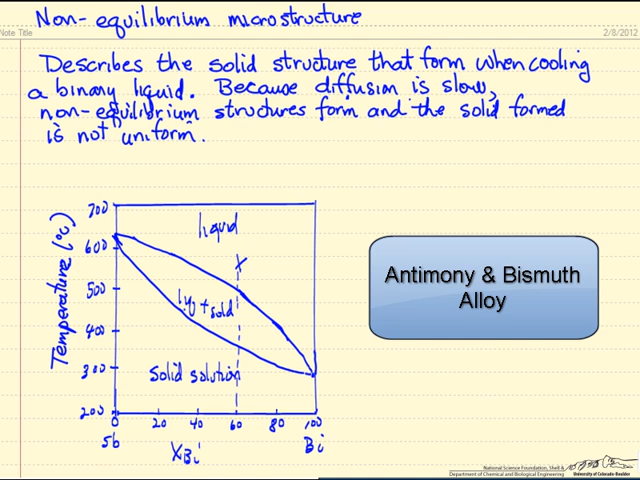 Non-equilibrium microstructure
Note Title
2/8/2012
Describes the solid structure that form when cooling
a binary liquid. Because diffusion is slow,
non-equilibrium structures form and the solid formed
is not uniform.
Temperature (°C)
700
600
500
400
300
200
liquid
X
liq + solid
solid solution
0 20 40 60 80 100
Sb XBi Bi
Antimony & Bismuth
Alloy
National Science Foundation, Shell &
Department of Chemical and Biological Engineering
University of Colorado Boulder